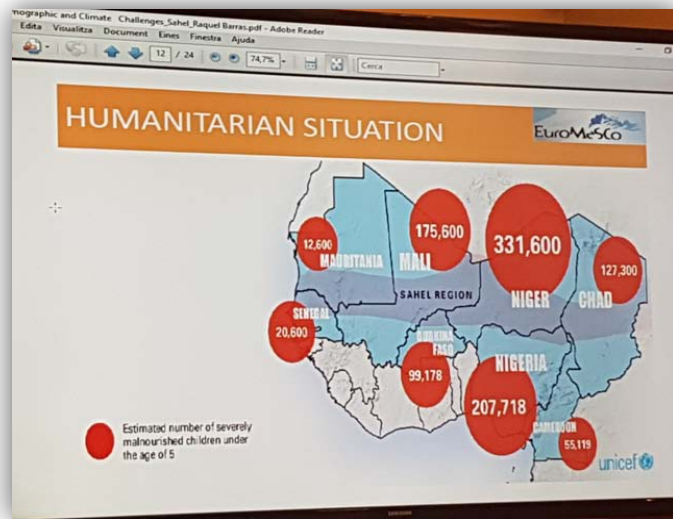 nographic and Climate Challenges_Sahel_Raquel Barras.pdf - Adobe Reader
Edita Visualitza Document Eines Finestra Ajuda
12 / 24 74,7% Cerca
HUMANITARIAN SITUATION
EuroMeSCo
12,600
MAURITANIA
175,600
MALI
331,600
NIGER
127,300
CHAD
SAHEL REGION
SENEGAL
20,600
BURKINA
FASO
99,178
NIGERIA
207,718
CAMEROON
55,119
Estimated number of severely
malnourished children under
the age of 5
unicef
SAMSUNG